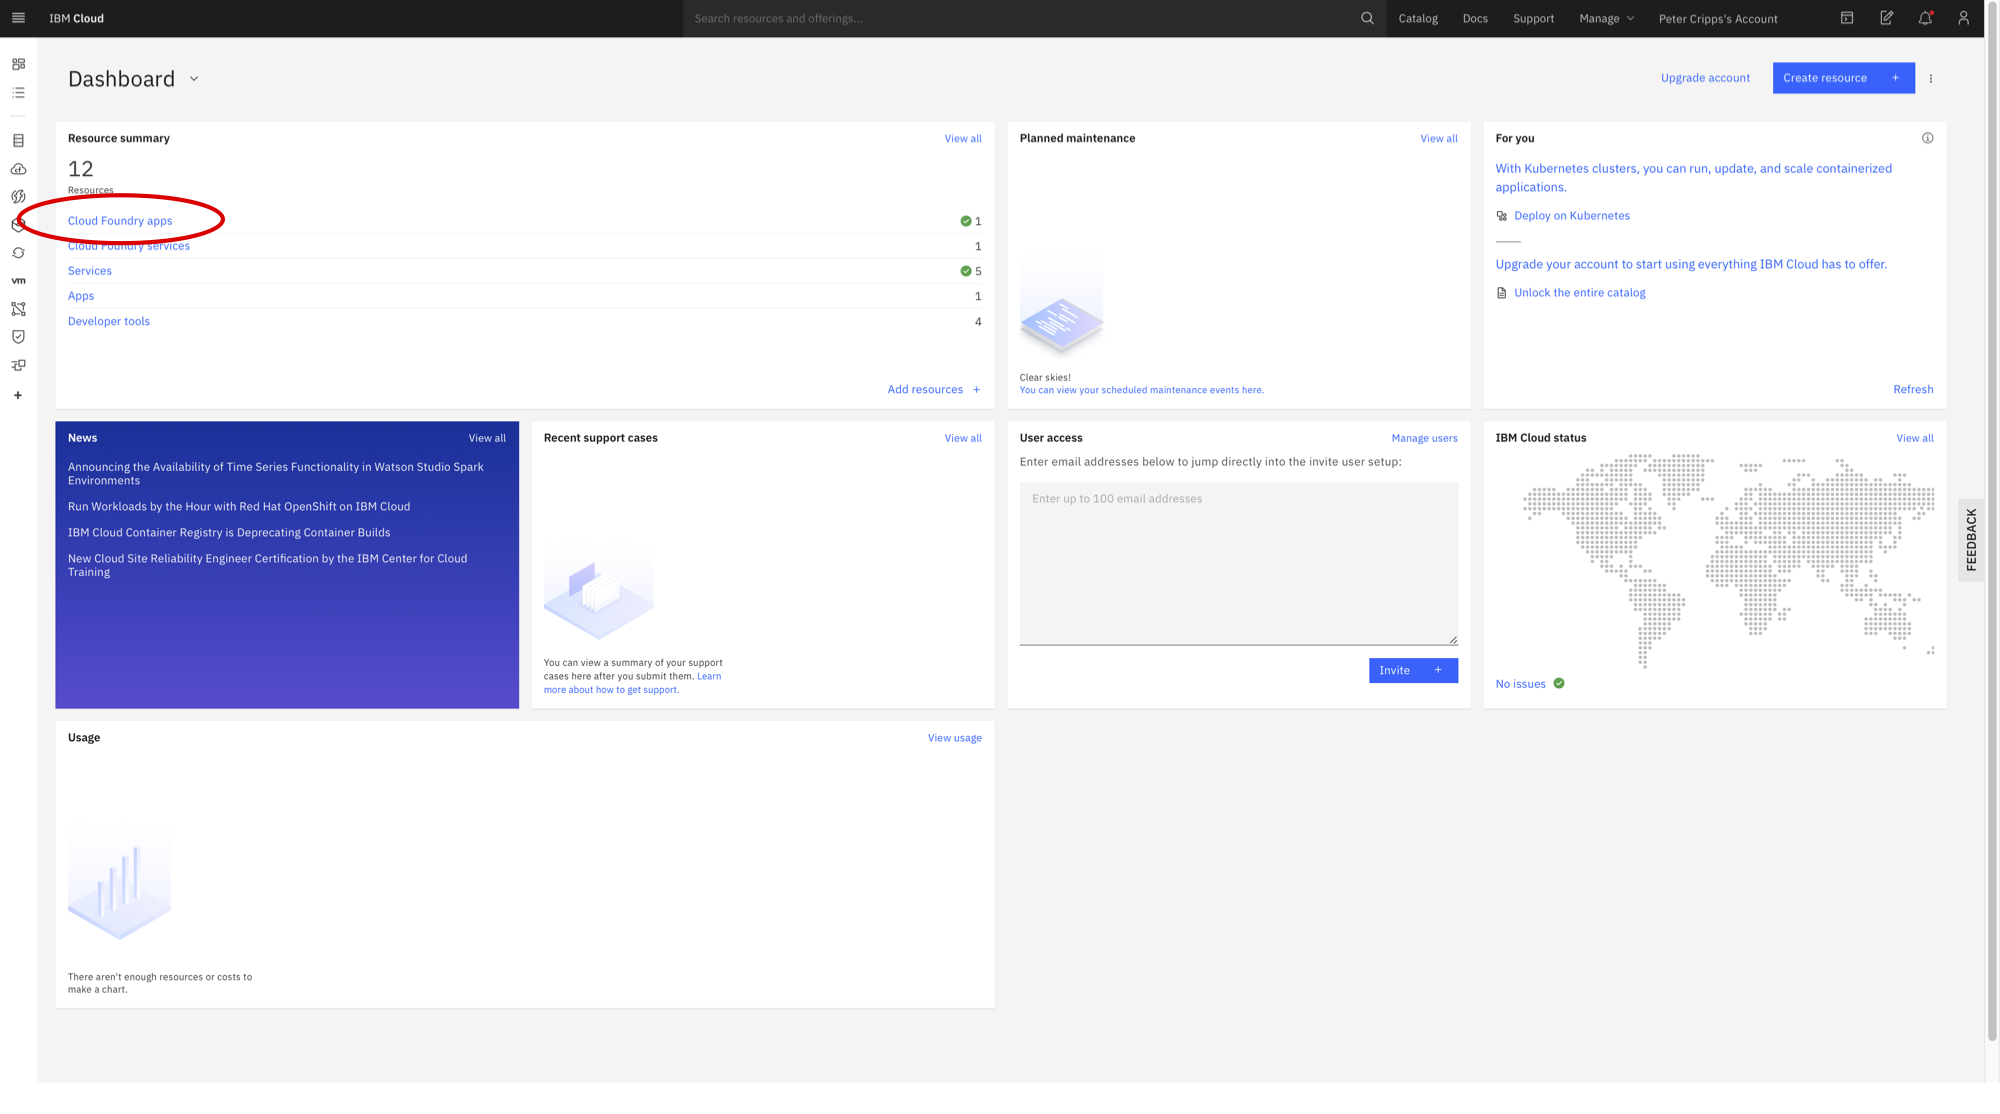 IBM Cloud
Search resources and offerings...
Catalog
Docs
Support
Manage
Peter Cripps's Account
Dashboard
Upgrade account
Create resource +
Resource summary
View all
12
Resources
Cloud Foundry apps
1
Cloud Foundry services
1
Services
5
Apps
1
Developer tools
4
Add resources +
Planned maintenance
View all
Clear skies!
You can view your scheduled maintenance events here.
For you
With Kubernetes clusters, you can run, update, and scale containerized
applications.
Deploy on Kubernetes
Upgrade your account to start using everything IBM Cloud has to offer.
Unlock the entire catalog
Refresh
vm
+
News
View all
Announcing the Availability of Time Series Functionality in Watson Studio Spark
Environments
Run Workloads by the Hour with Red Hat OpenShift on IBM Cloud
IBM Cloud Container Registry is Deprecating Container Builds
New Cloud Site Reliability Engineer Certification by the IBM Center for Cloud
Training
Recent support cases
View all
You can view a summary of your support
cases here after you submit them. Learn
more about how to get support.
User access
Manage users
Enter email addresses below to jump directly into the invite user setup:
Enter up to 100 email addresses
Invite +
IBM Cloud status
View all
No issues
FEEDBACK
Usage
View usage
There aren't enough resources or costs to
make a chart.